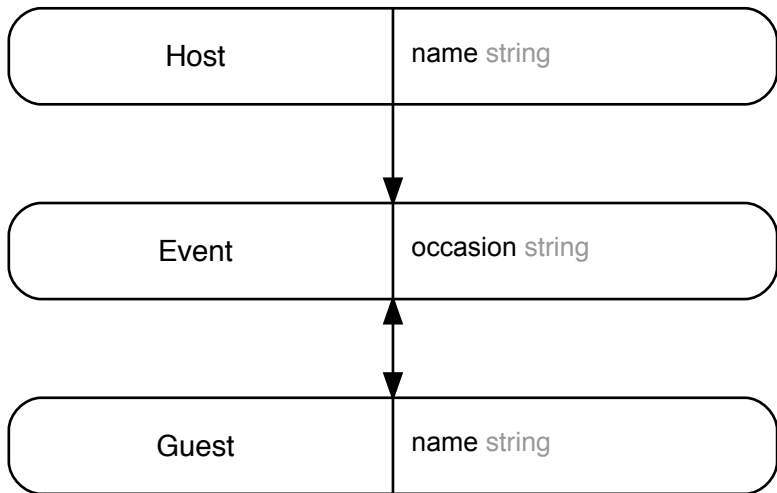 Host
name string
Event
occasion string
Guest
name string